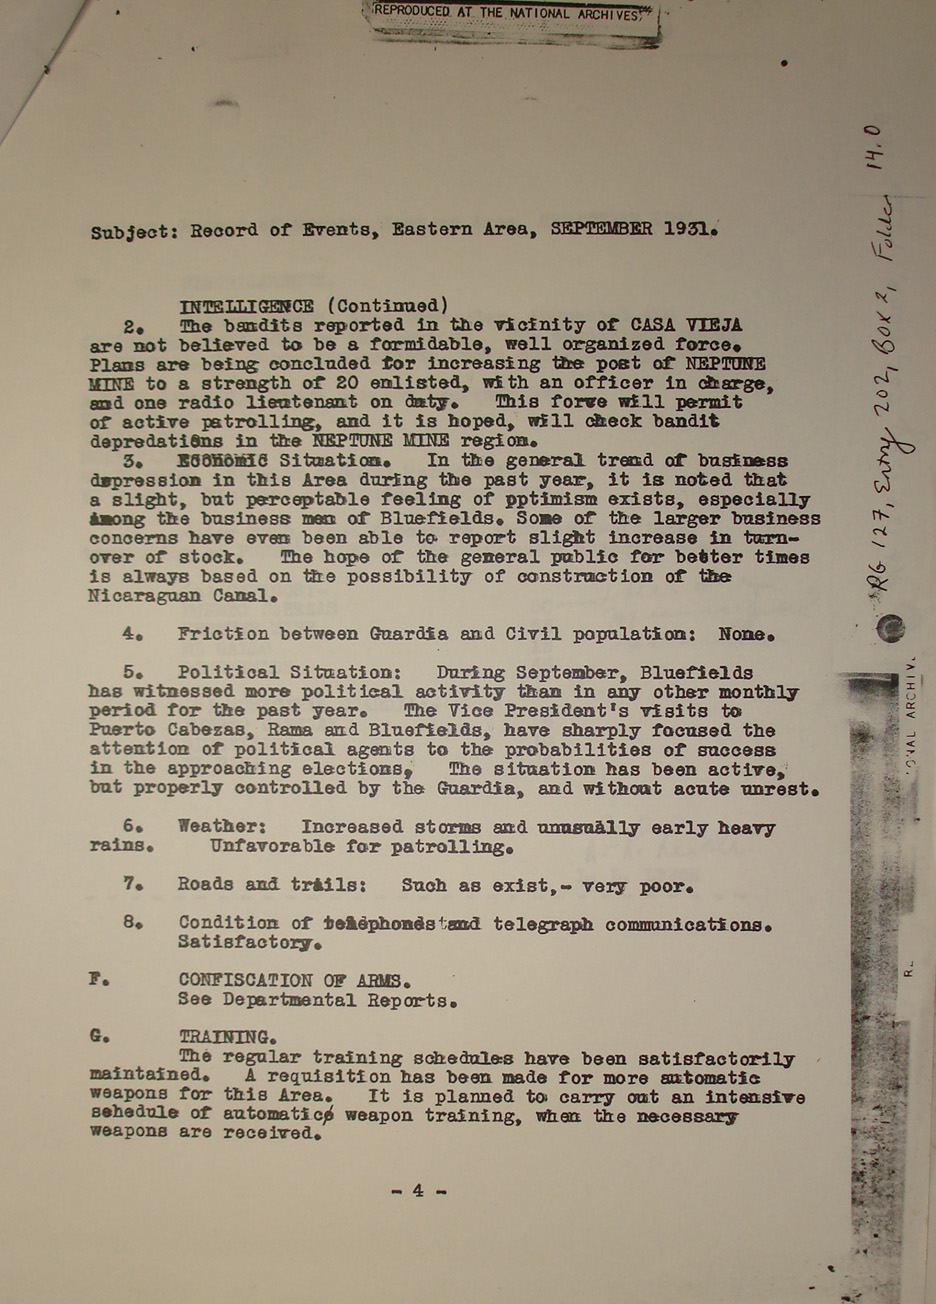 REPRODUCED AT THE NATIONAL ARCHIVES
Subject: Record of Events, Eastern Area, SEPTEMBER 1931.
INTELLIGENCE (Continued)
2. The bandits reported in the vicinity of CASA VIEJA
are not believed to be a formidable, well organized force.
Plans are being concluded for increasing the post of NEPTUNE
MINE to a strength of 20 enlisted, with an officer in charge,
and one radio lieutenant on duty. This force will permit
of active patrolling, and it is hoped, will check bandit
depredations in the NEPTUNE MINE region.
3. Economic Situation. In the general trend of business
depression in this Area during the past year, it is noted that
a slight, but perceptable feeling of pptimism exists, especially
among the business men of Bluefields. Some of the larger business
concerns have even been able to report slight increase in turn-
over of stock. The hope of the general public for better times
is always based on the possibility of construction of the
Nicaraguan Canal.
4. Friction between Guardia and Civil population: None.
5. Political Situation: During September, Bluefields
has witnessed more political activity than in any other monthly
period for the past year. The Vice President's visits to
Puerto Cabezas, Rama and Bluefields, have sharply focused the
attention of political agents to the probabilities of success
in the approaching elections, The situation has been active,
but properly controlled by the Guardia, and without acute unrest.
6. Weather: Increased storms and unusually early heavy
rains. Unfavorable for patrolling.
7. Roads and trails: Such as exist,- very poor.
8. Condition of telephones and telegraph communications.
Satisfactory.
F. CONFISCATION OF ARMS.
See Departmental Reports.
G. TRAINING.
The regular training schedules have been satisfactorily
maintained. A requisition has been made for more automatic
weapons for this Area. It is planned to carry out an intensive
schedule of automatic weapon training, when the necessary
weapons are received.
- 4 -
RG 127, Entry 202, Box 2, Folder 14.0
ONAL ARCHIV